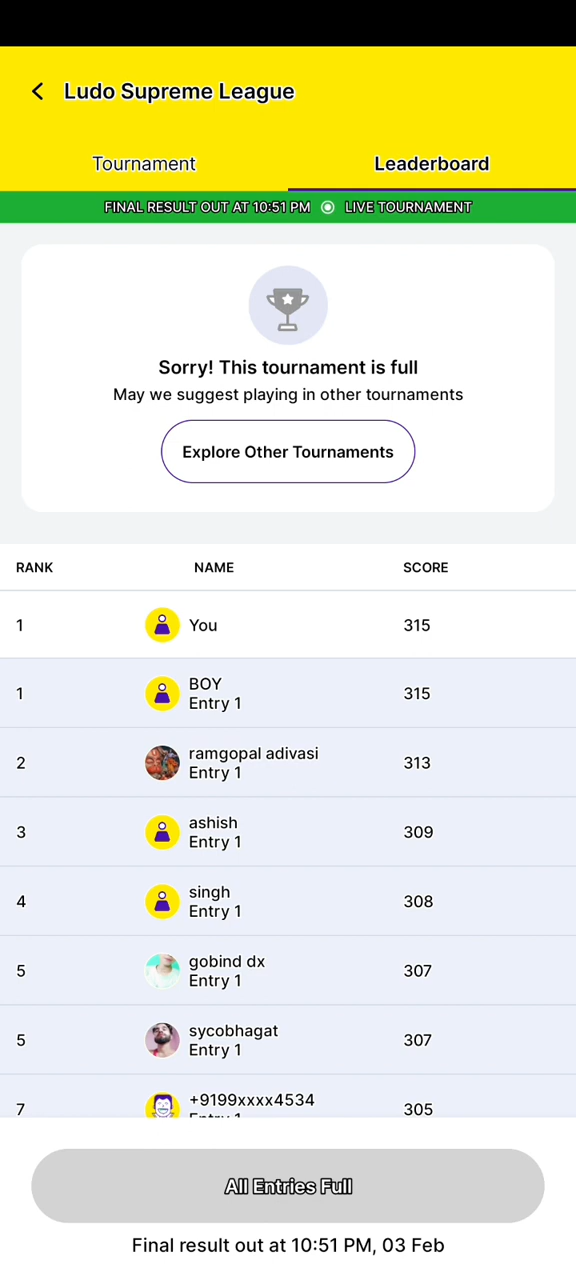 Ludo Supreme League
Tournament
Leaderboard
FINAL RESULT OUT AT 10:51 PM LIVE TOURNAMENT
Sorry! This tournament is full
May we suggest playing in other tournaments
Explore Other Tournaments
RANK NAME SCORE
1 You 315
1 BOY 315
Entry 1
2 ramgopal adivasi 313
Entry 1
3 ashish 309
Entry 1
4 singh 308
Entry 1
5 gobind dx 307
Entry 1
5 sycobhagat 307
Entry 1
7 +9199xxxx4534 305
Entry 1
All Entries Full
Final result out at 10:51 PM, 03 Feb